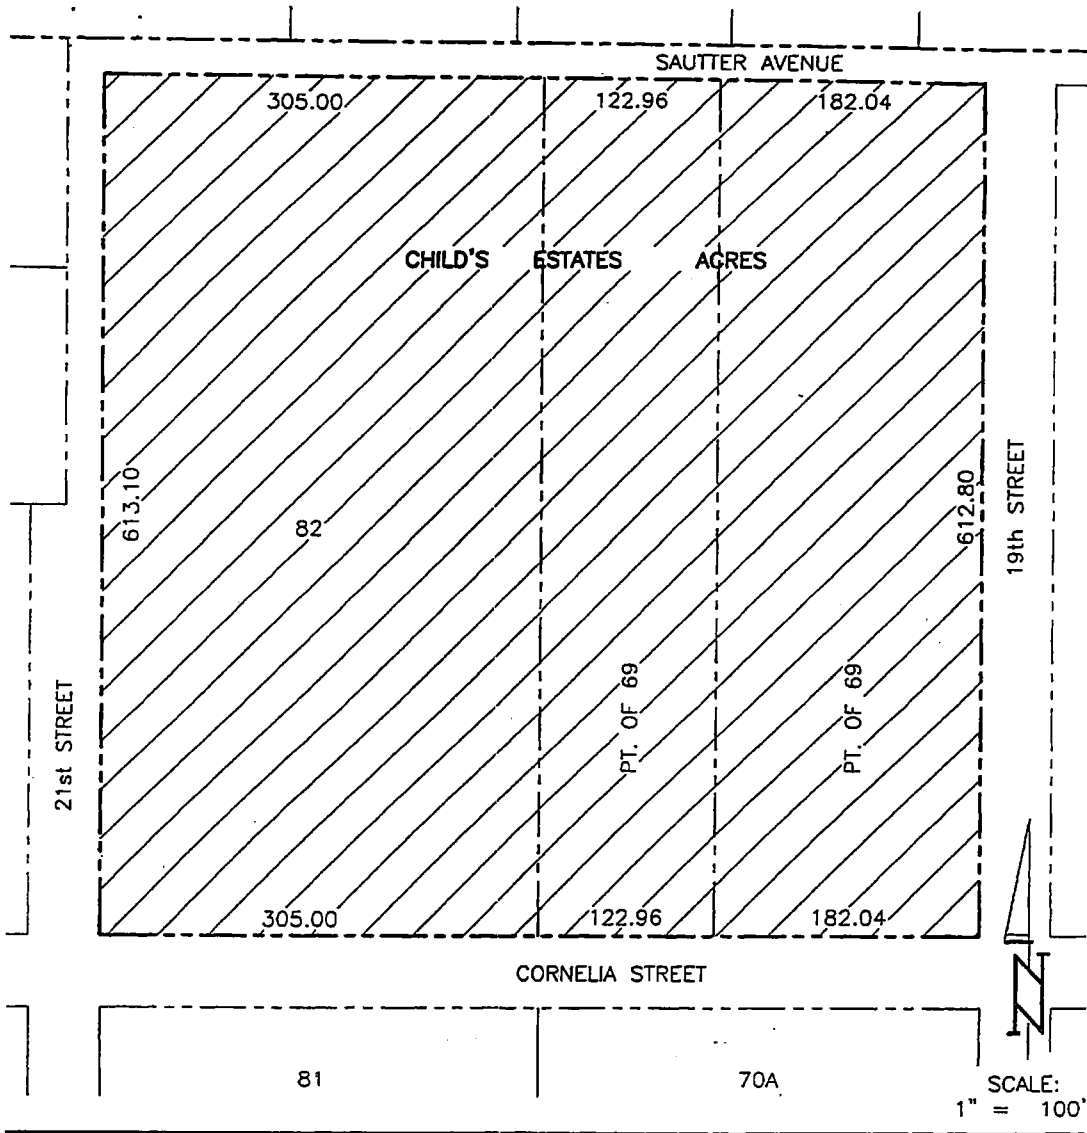 SAUTTER AVENUE
305.00
122.96
182.04
CHILD'S ESTATES ACRES
613.10
612.80
19th STREET
82
21st STREET
PT. OF 69
PT. OF 69
305.00
122.96
182.04
CORNELIA STREET
N
81
70A
SCALE:
1" = 100'